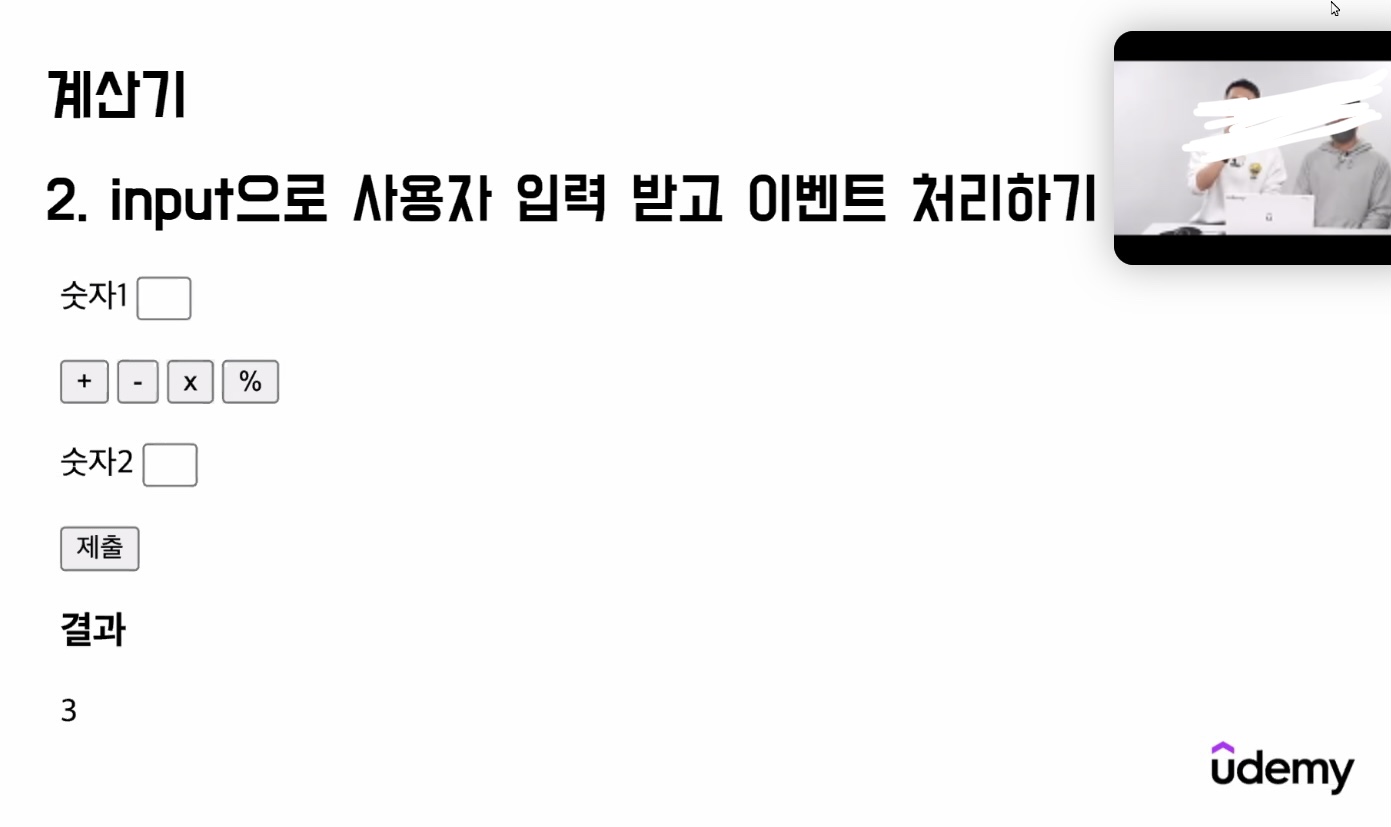 계산기
2. input으로 사용자 입력 받고 이벤트 처리하기
숫자1
+ - x %
숫자2
제출
결과
3
udemy